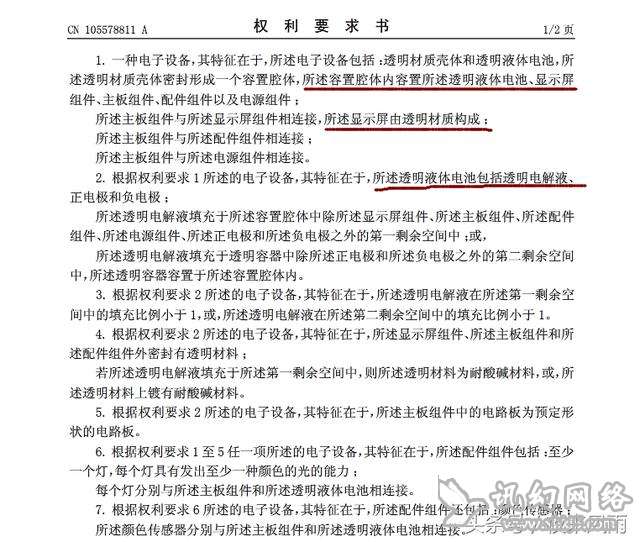 CN 105578811 A 权利要求书 1/2 页
1. 一种电子设备,其特征在于,所述电子设备包括:透明材质壳体和透明液体电池,所
述透明材质壳体密封形成一个容置腔体,所述容置腔体内容置所述透明液体电池、显示屏
组件、主板组件、配件组件以及电源组件;
所述主板组件与所述显示屏组件相连接,所述显示屏由透明材质构成;
所述主板组件与所述配件组件相连接;
所述主板组件与所述电源组件相连接。
2. 根据权利要求1所述的电子设备,其特征在于,所述透明液体电池包括透明电解液、
正电极和负电极;
所述透明电解液填充于所述容置腔体中除所述显示屏组件、所述主板组件、所述配件
组件、所述电源组件、所述正电极和所述负电极之外的第一剩余空间中;或,
所述透明电解液填充于透明容器中除所述正电极和所述负电极之外的第二剩余空间
中,所述透明容器容置于所述容置腔体内。
3. 根据权利要求2所述的电子设备,其特征在于,所述透明电解液在所述第一剩余空
间中的填充比例小于1,或,所述透明电解液在所述第二剩余空间中的填充比例小于1。
4. 根据权利要求2所述的电子设备,其特征在于,所述显示屏组件、所述主板组件和所
述配件组件外密封有透明材料;
若所述透明电解液填充于所述第一剩余空间中,则所述透明材料为耐酸碱材料,或,所
述透明材料上镀有耐酸碱材料。
5. 根据权利要求2所述的电子设备,其特征在于,所述主板组件中的电路板为预定形
状的电路板。
6. 根据权利要求1至5任一项所述的电子设备,其特征在于,所述配件组件包括:至少
一个灯,每个灯具有发出至少一种颜色的光的能力;
每个灯分别与所述主板组件和所述透明液体电池相连接。
7. 根据权利要求6所述的电子设备,其特征在于,所述配件组件还包括:颜色传感器;
所述颜色传感器分别与所述主板组件和所述透明液体电池相连接。
讯幻网络